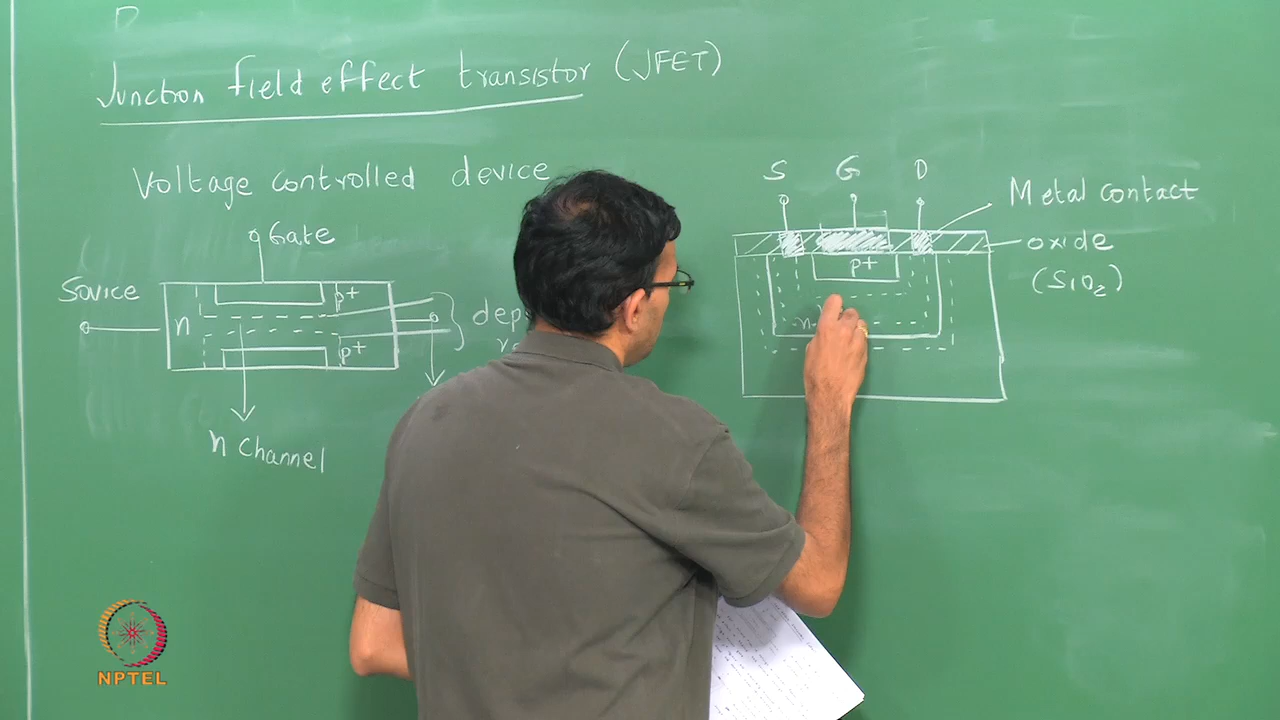 Junction field effect transistor (JFET)
Voltage controlled device
Gate
Source
p+
n
p+
n channel
S G D
Metal contact
oxide
(SiO2)
p+
n
NPTEL